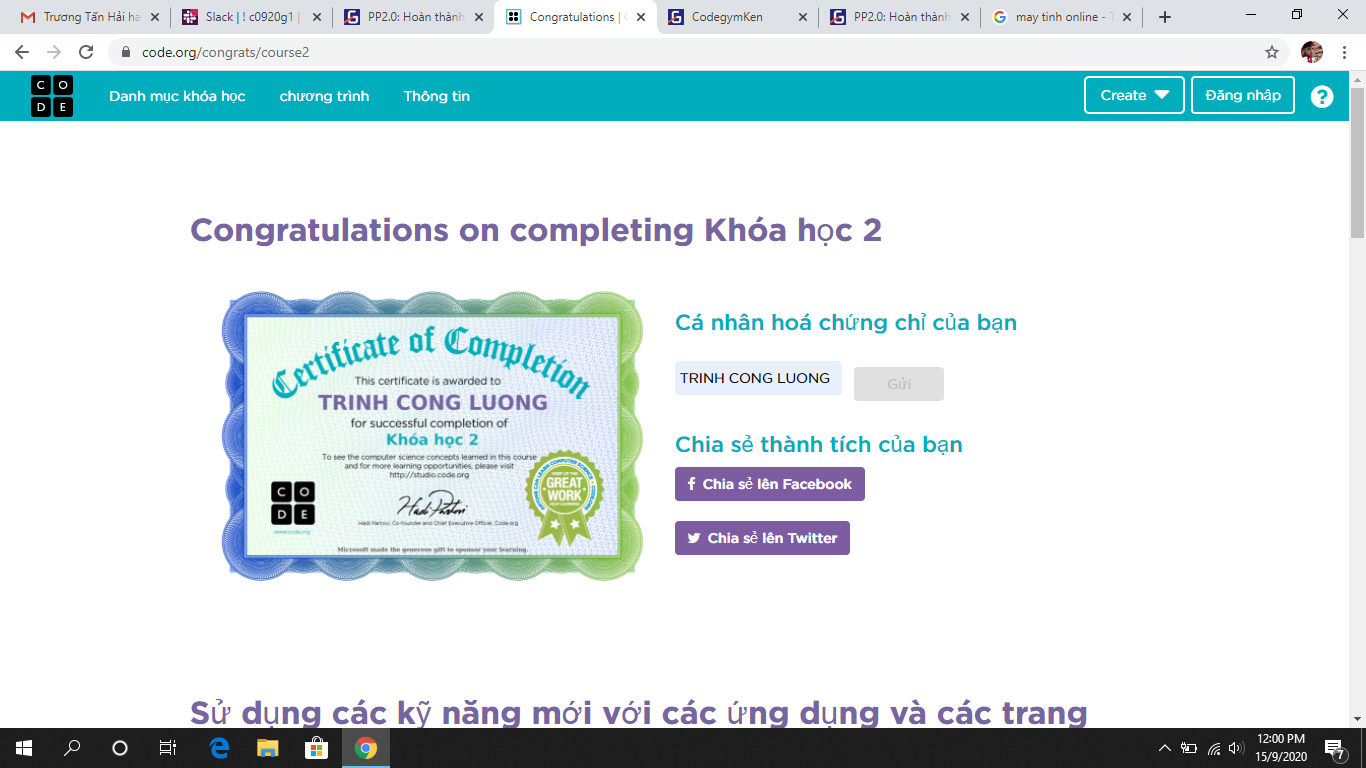 Trương Tấn Hải ha
Slack | ! c0920g1 |
PP2.0: Hoàn thành
Congratulations | C
CodegymKen
PP2.0: Hoàn thành
may tinh online - T
code.org/congrats/course2
C O
D E
Danh mục khóa học
chương trình
Thông tin
Create
Đăng nhập
?
Congratulations on completing Khóa học 2
Certificate of Completion
This certificate is awarded to
TRINH CONG LUONG
for successful completion of
Khóa học 2
To see the computer science concepts learned in this course
and for more learning opportunities, please visit
http://studio.code.org
C O
D E
www.code.org
Hadi Partovi, Co-founder and Chief Executive Officer, Code.org
KEEP UP THE
GREAT
WORK
Microsoft made the generous gift to sponsor your learning.
Cá nhân hoá chứng chỉ của bạn
TRINH CONG LUONG
Gửi
Chia sẻ thành tích của bạn
Chia sẻ lên Facebook
Chia sẻ lên Twitter
Sử dụng các kỹ năng mới với các ứng dụng và các trang
12:00 PM
15/9/2020
7